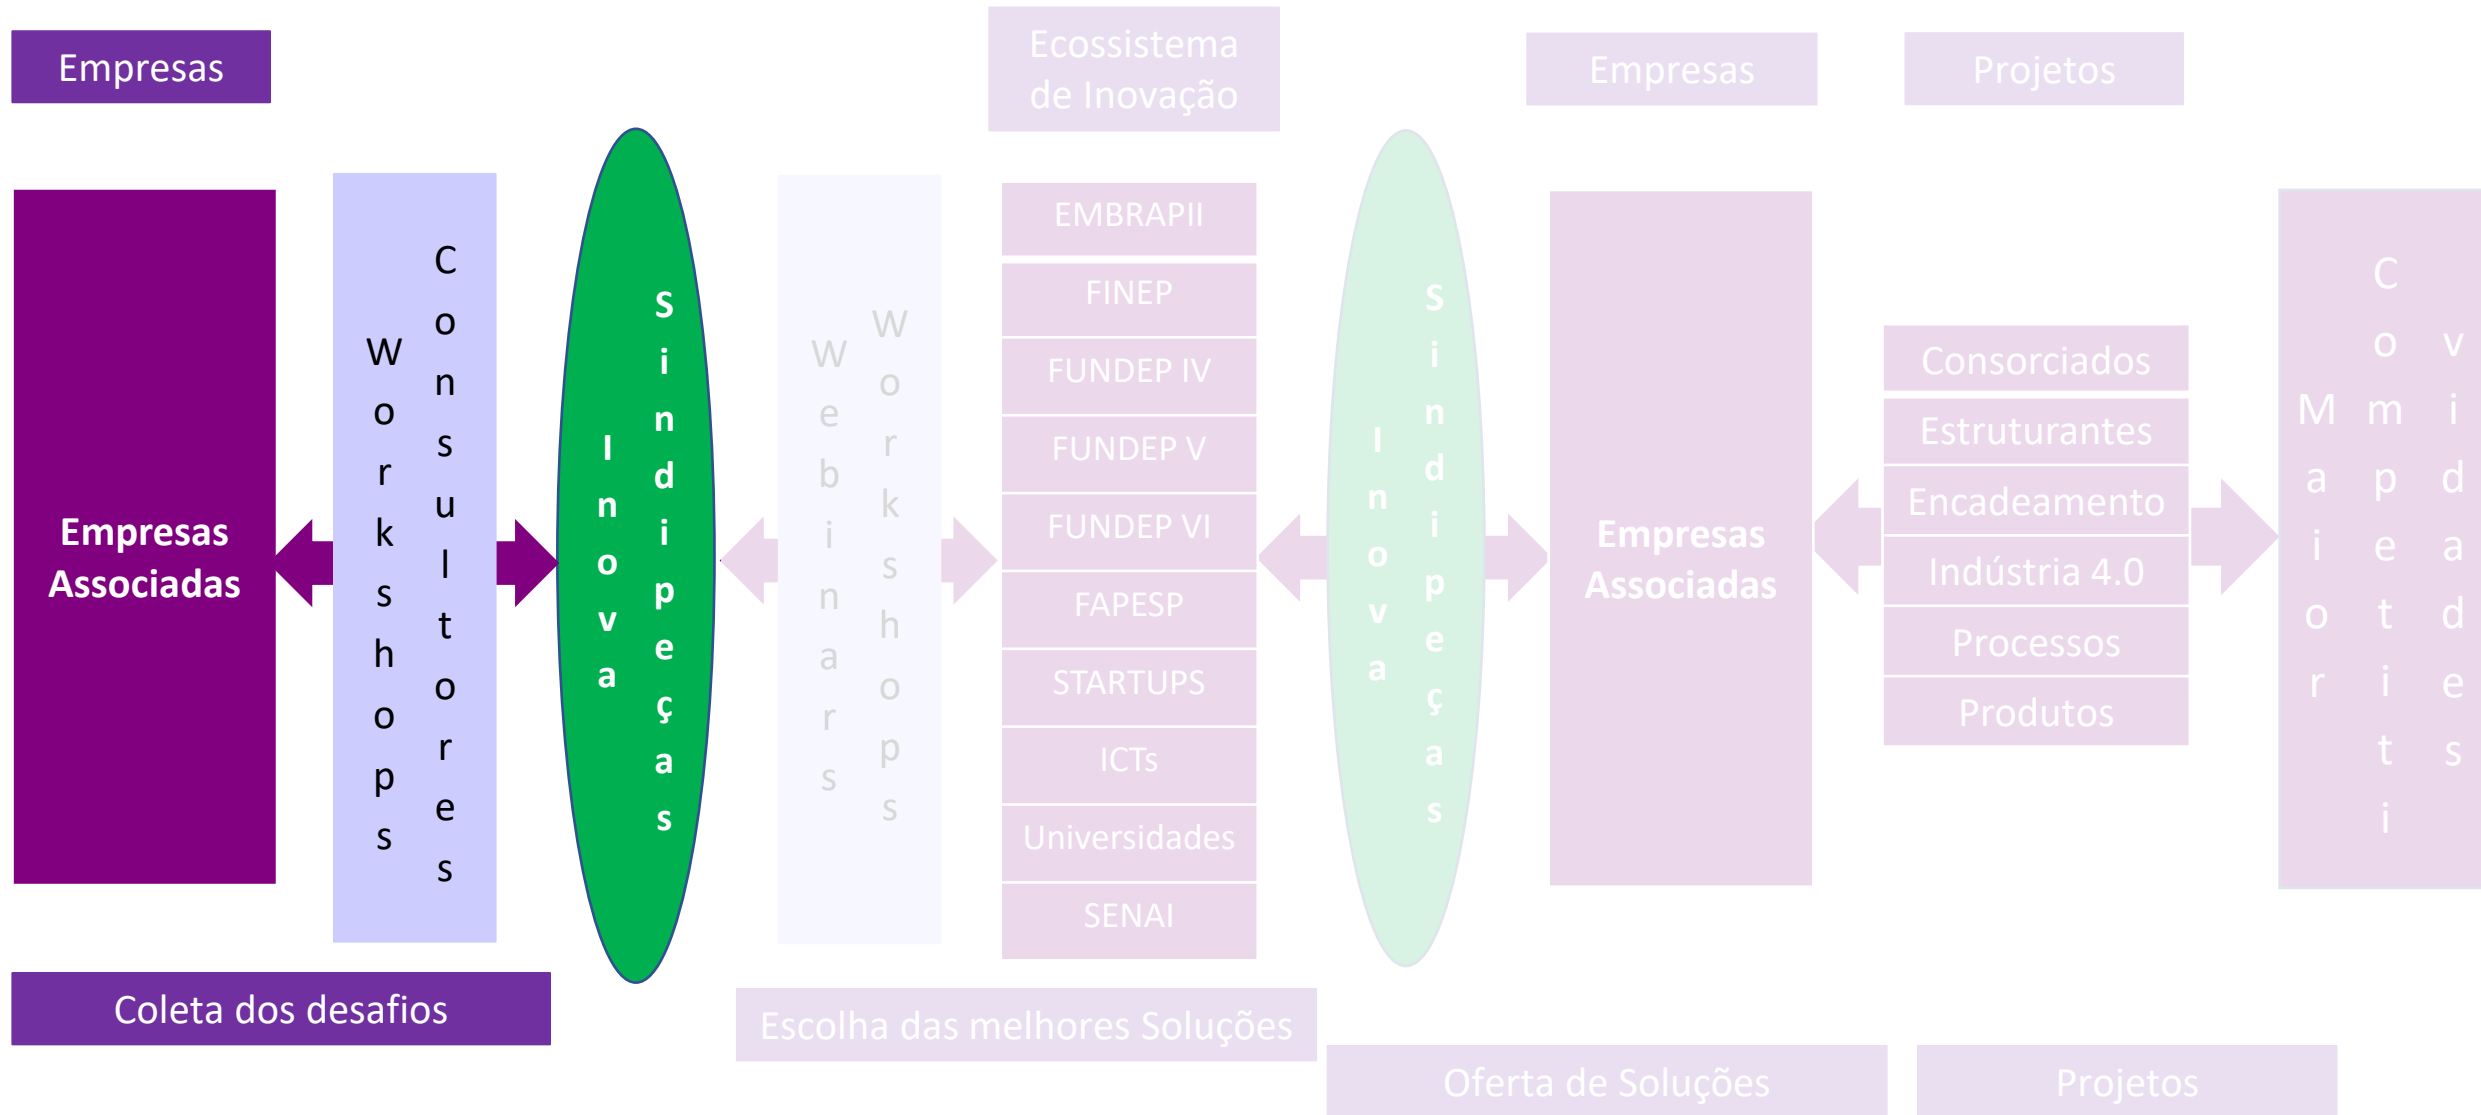 Empresas
Ecossistema
de Inovação
Empresas
Projetos
Empresas
Associadas
Workshops
Consultores
Inova
Sindipeças
Webinars
Workshops
EMBRAPII
FINEP
FUNDEP IV
FUNDEP V
FUNDEP VI
FAPESP
STARTUPS
ICTs
Universidades
SENAI
Inova
Sindipeças
Empresas
Associadas
Consorciados
Estruturantes
Encadeamento
Indústria 4.0
Processos
Produtos
Maior
Competiti
vidades
Coleta dos desafios
Escolha das melhores Soluções
Oferta de Soluções
Projetos